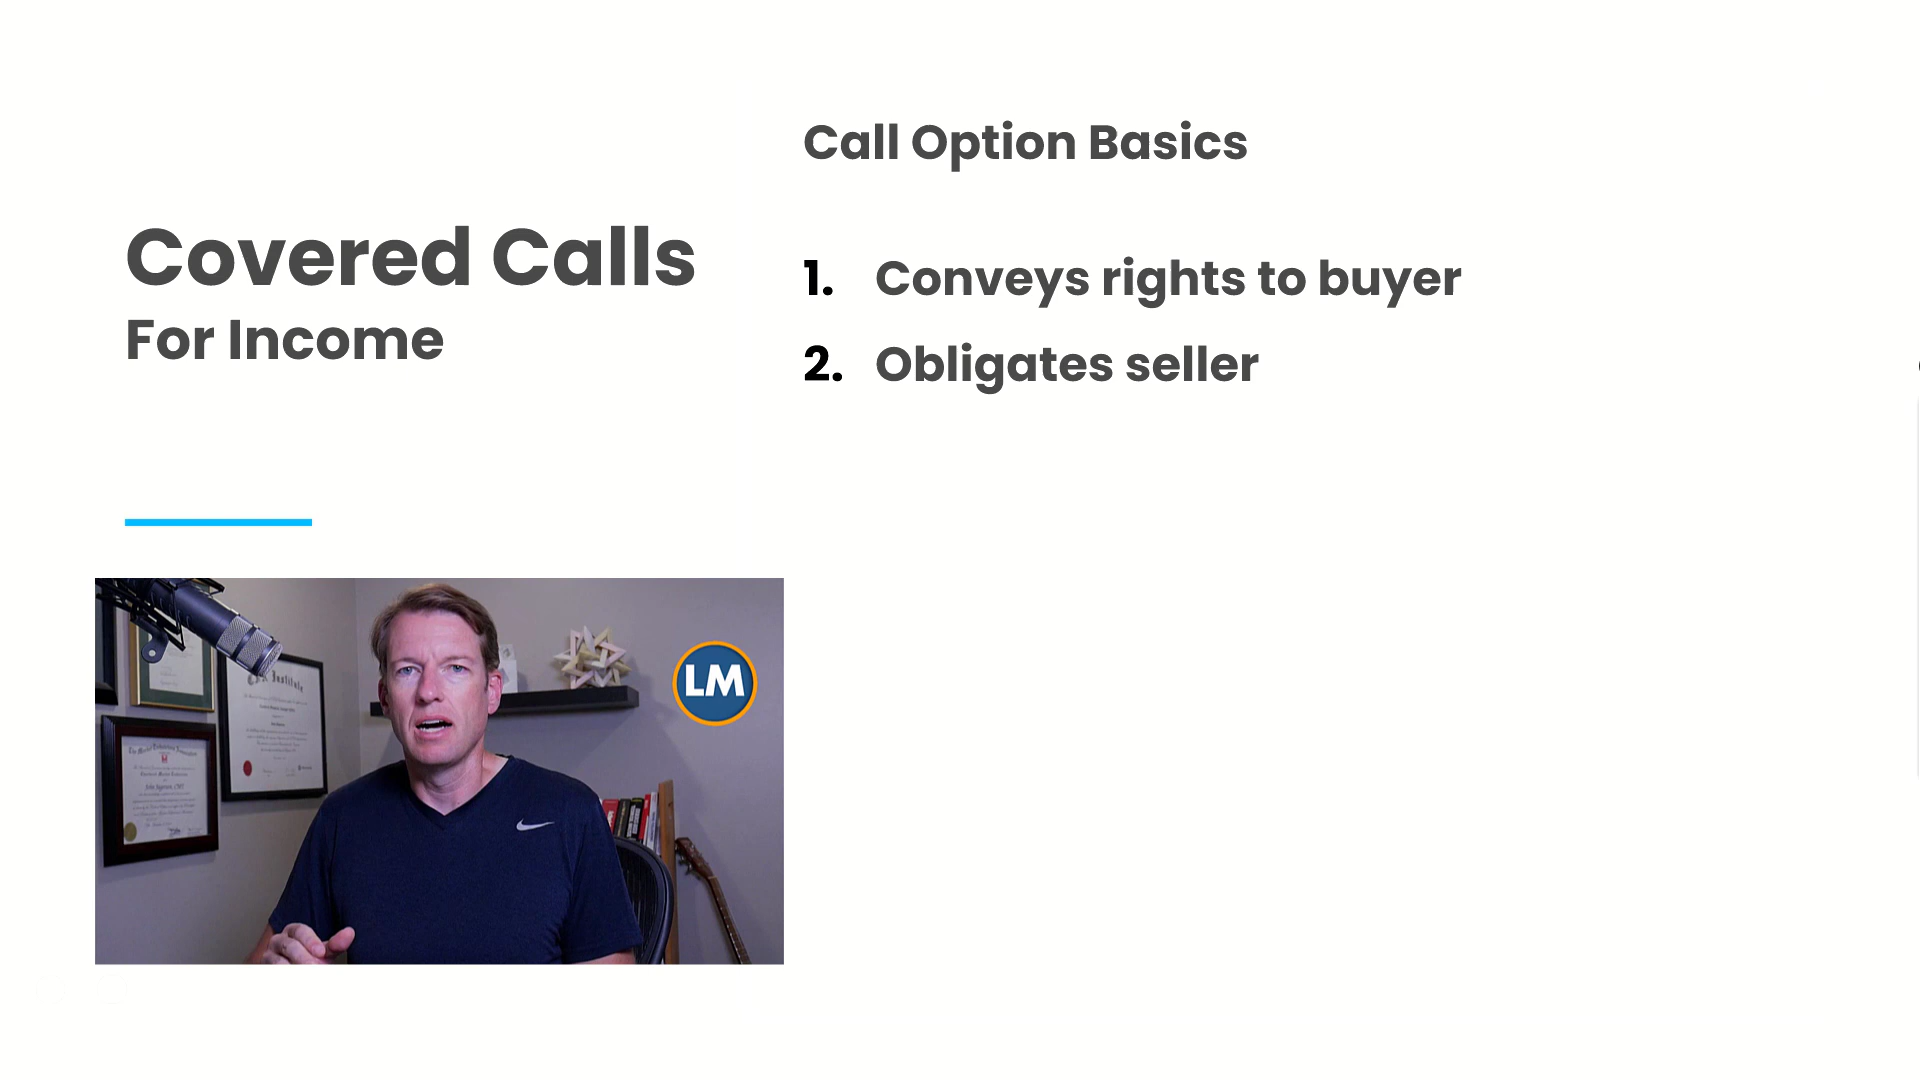 Covered Calls
For Income
Call Option Basics
1. Conveys rights to buyer
2. Obligates seller
LM